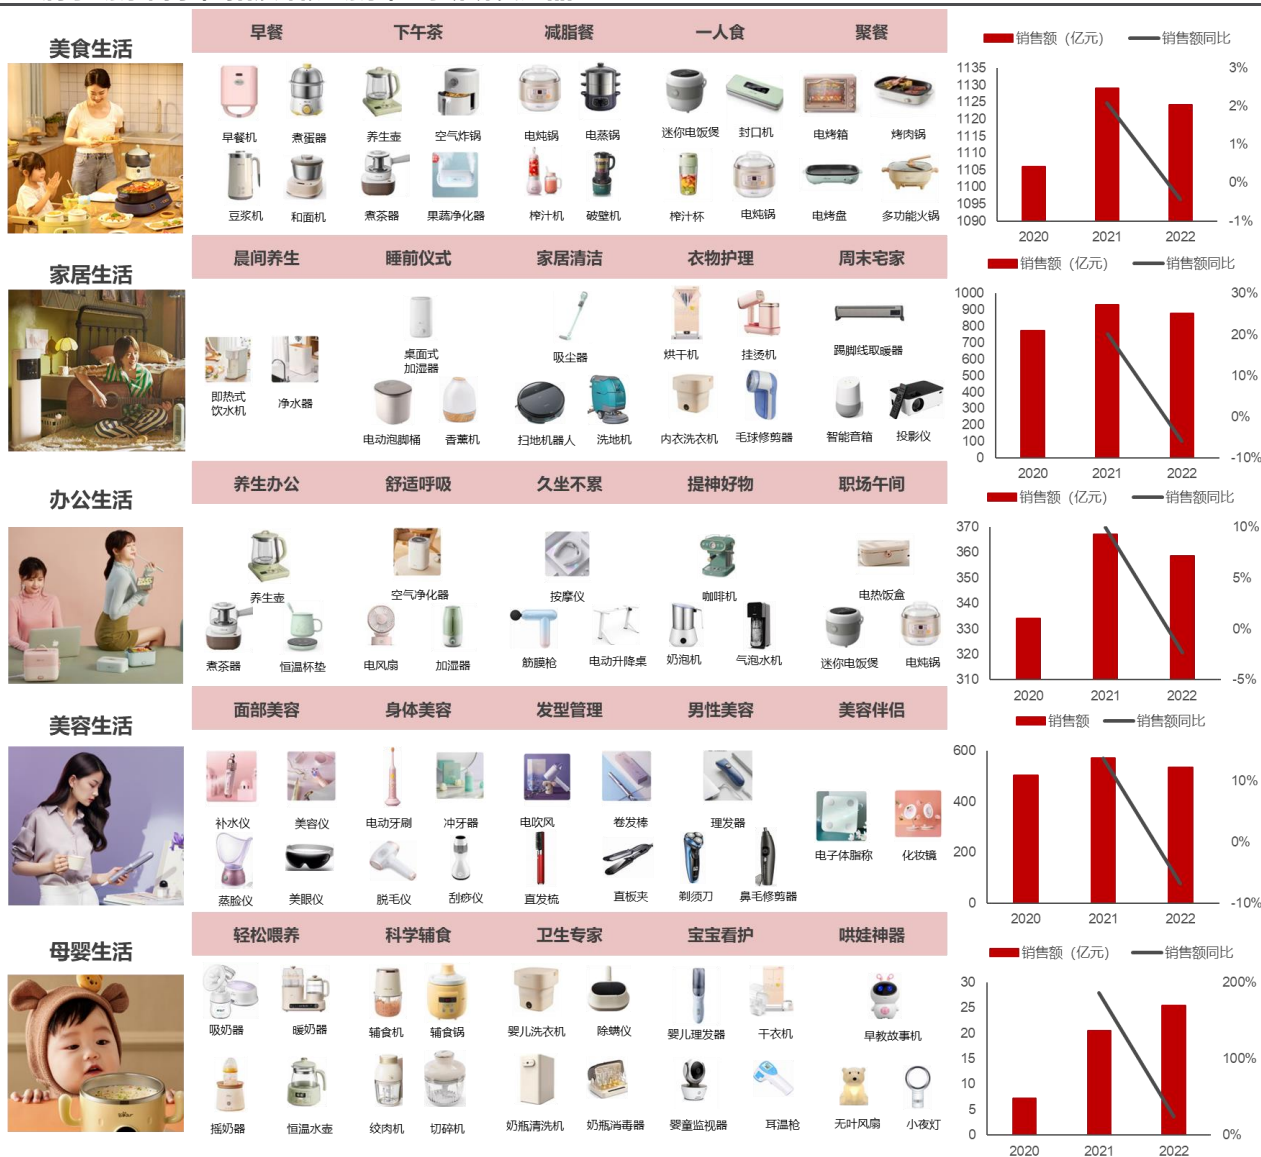 美食生活
早餐 下午茶 减脂餐 一人食 聚餐
早餐机 煮蛋器 养生壶 空气炸锅 电炖锅 电蒸锅 迷你电饭煲 封口机 电烤箱 烤肉锅
豆浆机 和面机 煮茶器 果蔬净化器 榨汁机 破壁机 榨汁杯 电炖锅 电烤盘 多功能火锅
销售额（亿元） 销售额同比
1135 3%
1130
1125 2%
1120
1115 1%
1110
1105
1100 0%
1095
1090 -1%
2020 2021 2022
家居生活
晨间养生 睡前仪式 家居清洁 衣物护理 周末宅家
即热式
饮水机
净水器
桌面式
加湿器
吸尘器 烘干机 挂烫机 踢脚线取暖器
电动泡脚桶 香薰机 扫地机器人 洗地机 内衣洗衣机 毛球修剪器 智能音箱 投影仪
销售额（亿元） 销售额同比
1000 30%
900
800 20%
700
600
500 10%
400
300 0%
200
100
0 -10%
2020 2021 2022
办公生活
养生办公 舒适呼吸 久坐不累 提神好物 职场午间
养生壶 空气净化器 按摩仪 咖啡机 电热饭盒
煮茶器 恒温杯垫 电风扇 加湿器 筋膜枪 电动升降桌 奶泡机 气泡水机 迷你电饭煲 电炖锅
销售额（亿元） 销售额同比
370 10%
360
350 5%
340
330 0%
320
310 -5%
2020 2021 2022
美容生活
面部美容 身体美容 发型管理 男性美容 美容伴侣
补水仪 美容仪 电动牙刷 冲牙器 电吹风 卷发棒 理发器
电子体脂称 化妆镜
蒸脸仪 美眼仪 脱毛仪 刮痧仪 直发梳 直板夹 剃须刀 鼻毛修剪器
销售额 销售额同比
600
10%
400
0%
200
0 -10%
2020 2021 2022
母婴生活
轻松喂养 科学辅食 卫生专家 宝宝看护 哄娃神器
吸奶器 暖奶器 辅食机 辅食锅 婴儿洗衣机 除螨仪 婴儿理发器 干衣机 早教故事机
摇奶器 恒温水壶 绞肉机 切碎机 奶瓶清洗机 奶瓶消毒器 婴童监视器 耳温枪 无叶风扇 小夜灯
销售额（亿元） 销售额同比
30 200%
25
20
15 100%
10
5
0 0%
2020 2021 2022